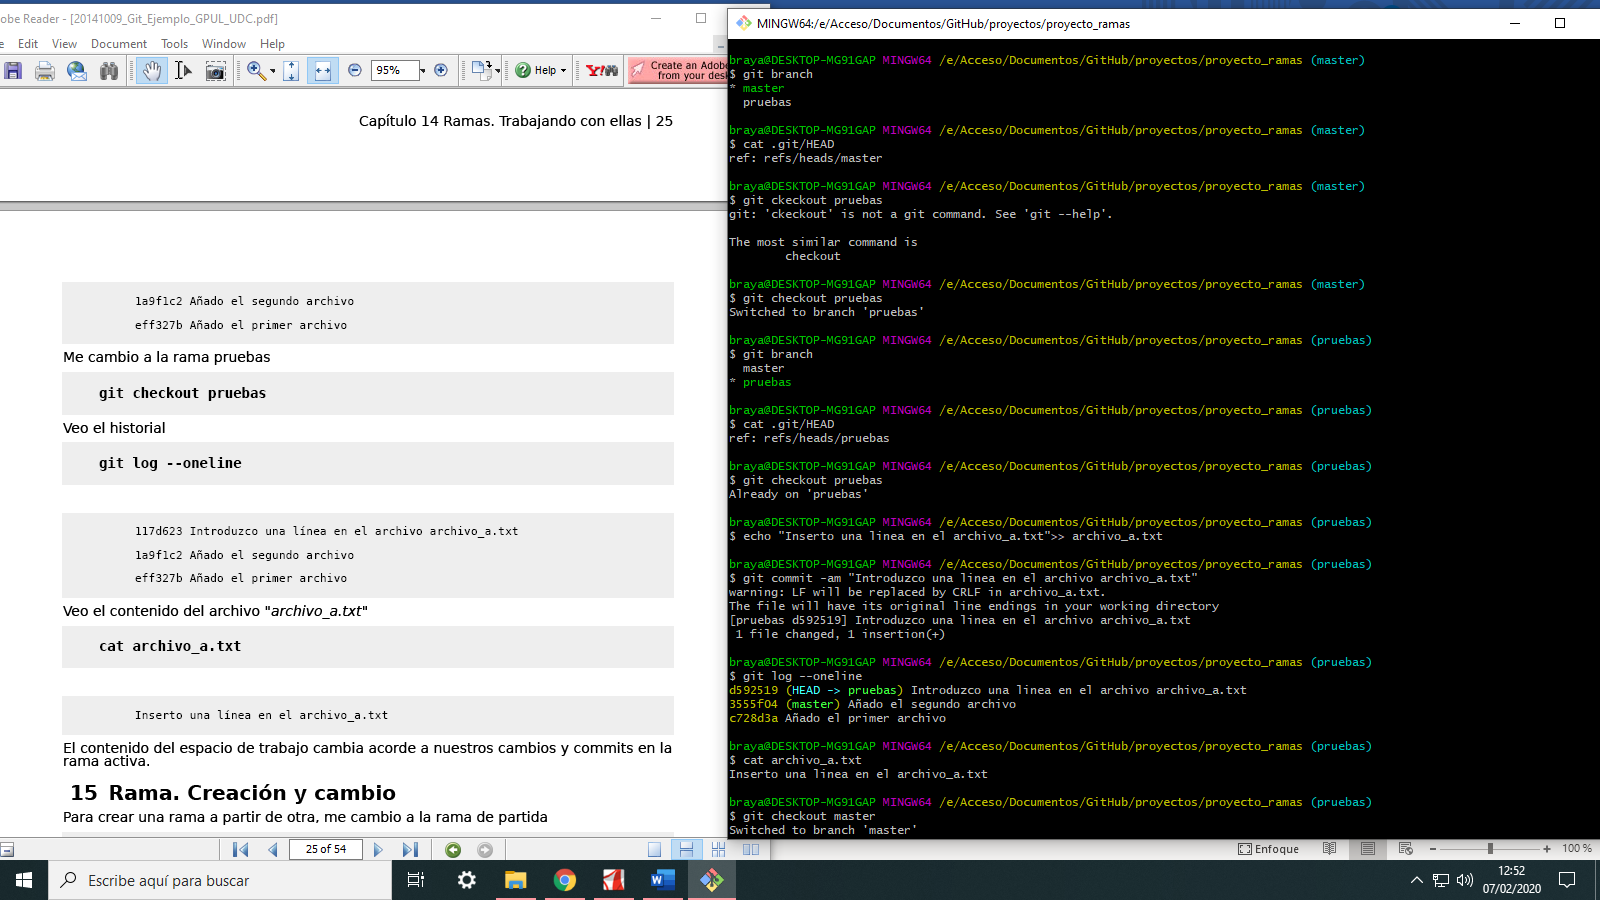 obe Reader - [20141009_Git_Ejemplo_GPUL_UDC.pdf]
e Edit View Document Tools Window Help
95%
Help
Y!
Create an Adobe
from your desk
Capítulo 14 Ramas. Trabajando con ellas | 25
1a9f1c2 Añado el segundo archivo
eff327b Añado el primer archivo
Me cambio a la rama pruebas
git checkout pruebas
Veo el historial
git log --oneline
117d623 Introduzco una línea en el archivo archivo_a.txt
1a9f1c2 Añado el segundo archivo
eff327b Añado el primer archivo
Veo el contenido del archivo "archivo_a.txt"
cat archivo_a.txt
Inserto una línea en el archivo_a.txt
El contenido del espacio de trabajo cambia acorde a nuestros cambios y commits en la
rama activa.
15 Rama. Creación y cambio
Para crear una rama a partir de otra, me cambio a la rama de partida
25 of 54
MINGW64:/e/Acceso/Documentos/GitHub/proyectos/proyecto_ramas
braya@DESKTOP-MG91GAP MINGW64 /e/Acceso/Documentos/GitHub/proyectos/proyecto_ramas (master)
$ git branch
* master
pruebas
braya@DESKTOP-MG91GAP MINGW64 /e/Acceso/Documentos/GitHub/proyectos/proyecto_ramas (master)
$ cat .git/HEAD
ref: refs/heads/master
braya@DESKTOP-MG91GAP MINGW64 /e/Acceso/Documentos/GitHub/proyectos/proyecto_ramas (master)
$ git ckeckout pruebas
git: 'ckeckout' is not a git command. See 'git --help'.
The most similar command is
checkout
braya@DESKTOP-MG91GAP MINGW64 /e/Acceso/Documentos/GitHub/proyectos/proyecto_ramas (master)
$ git checkout pruebas
Switched to branch 'pruebas'
braya@DESKTOP-MG91GAP MINGW64 /e/Acceso/Documentos/GitHub/proyectos/proyecto_ramas (pruebas)
$ git branch
master
* pruebas
braya@DESKTOP-MG91GAP MINGW64 /e/Acceso/Documentos/GitHub/proyectos/proyecto_ramas (pruebas)
$ cat .git/HEAD
ref: refs/heads/pruebas
braya@DESKTOP-MG91GAP MINGW64 /e/Acceso/Documentos/GitHub/proyectos/proyecto_ramas (pruebas)
$ git checkout pruebas
Already on 'pruebas'
braya@DESKTOP-MG91GAP MINGW64 /e/Acceso/Documentos/GitHub/proyectos/proyecto_ramas (pruebas)
$ echo "Inserto una linea en el archivo_a.txt">> archivo_a.txt
braya@DESKTOP-MG91GAP MINGW64 /e/Acceso/Documentos/GitHub/proyectos/proyecto_ramas (pruebas)
$ git commit -am "Introduzco una linea en el archivo archivo_a.txt"
warning: LF will be replaced by CRLF in archivo_a.txt.
The file will have its original line endings in your working directory
[pruebas d592519] Introduzco una linea en el archivo archivo_a.txt
1 file changed, 1 insertion(+)
braya@DESKTOP-MG91GAP MINGW64 /e/Acceso/Documentos/GitHub/proyectos/proyecto_ramas (pruebas)
$ git log --oneline
d592519 (HEAD -> pruebas) Introduzco una linea en el archivo archivo_a.txt
3555f04 (master) Añado el segundo archivo
c728d3a Añado el primer archivo
braya@DESKTOP-MG91GAP MINGW64 /e/Acceso/Documentos/GitHub/proyectos/proyecto_ramas (pruebas)
$ cat archivo_a.txt
Inserto una linea en el archivo_a.txt
braya@DESKTOP-MG91GAP MINGW64 /e/Acceso/Documentos/GitHub/proyectos/proyecto_ramas (pruebas)
$ git checkout master
Switched to branch 'master'
Enfoque
100 %
Escribe aquí para buscar
12:52
07/02/2020